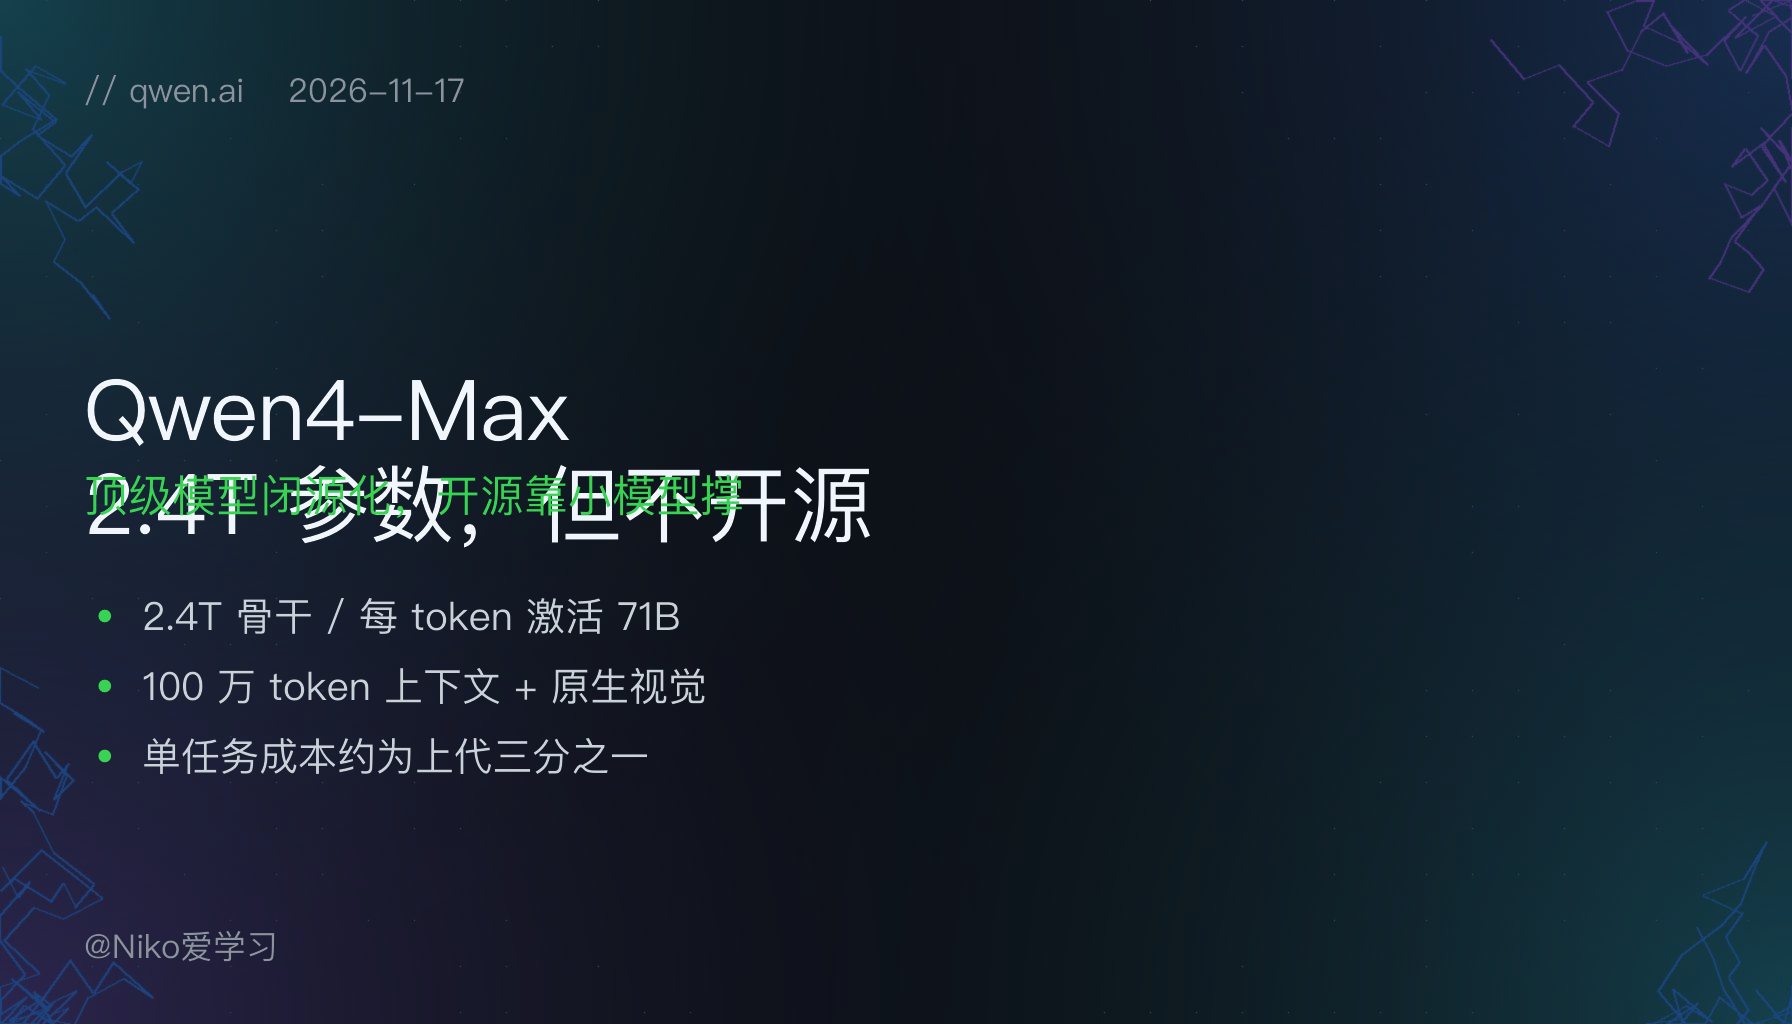 // qwen.ai 2026-11-17
Qwen4-Max
2.4T 参数，但不开源
顶级模型闭源化，开源靠小模型撑
• 2.4T 骨干 / 每 token 激活 71B
• 100 万 token 上下文 + 原生视觉
• 单任务成本约为上代三分之一
@Niko爱学习